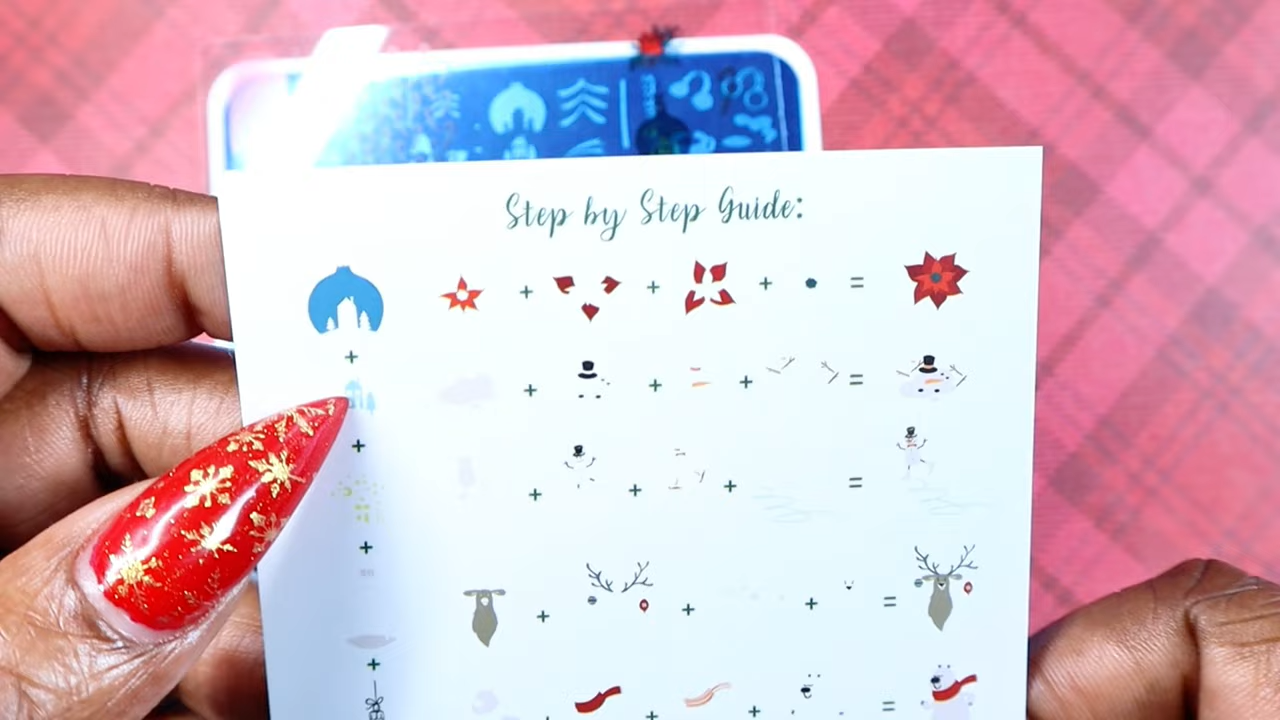 Step by Step Guide:
+ + + =
+
+ + + =
+
+ + + =
+
+ + + =
+
+ + + =